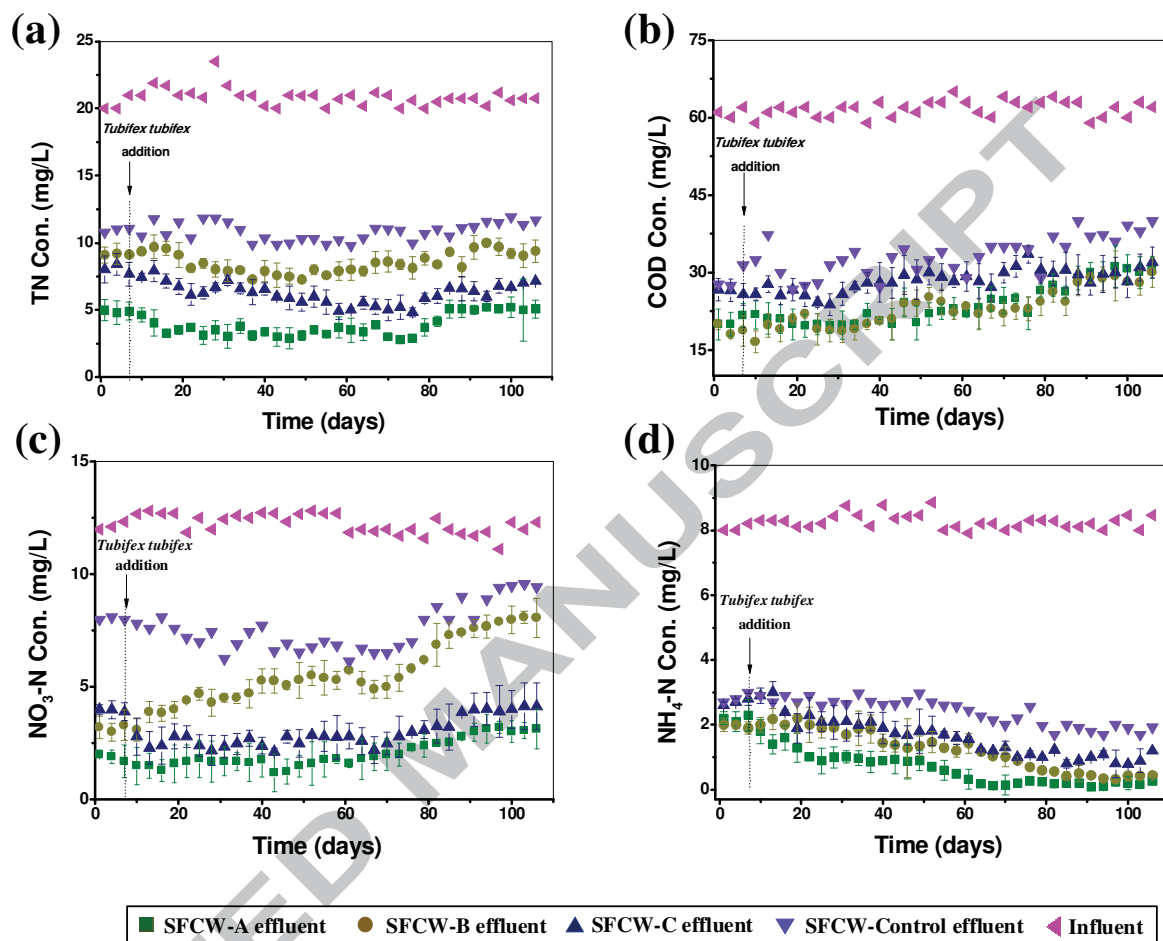 (a)
25
20
15
10
5
0
TN Con. (mg/L)
Tubifex tubifex
addition
0 20 40 60 80 100
Time (days)
(b)
75
60
45
30
15
COD Con. (mg/L)
Tubifex tubifex
addition
0 20 40 60 80 100
Time (days)
(c)
15
10
5
0
NO3-N Con. (mg/L)
Tubifex tubifex
addition
0 20 40 60 80 100
Time (days)
(d)
10
8
6
4
2
0
NH4-N Con. (mg/L)
Tubifex tubifex
addition
0 20 40 60 80 100
Time (days)
SFCW-A effluent SFCW-B effluent SFCW-C effluent SFCW-Control effluent Influent
TED MANUSCRIPT